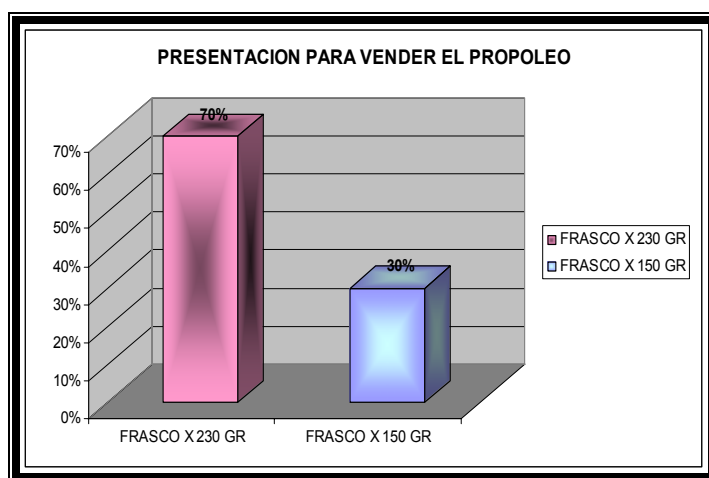 PRESENTACION PARA VENDER EL PROPOLEO
70%
30%
70%
60%
50%
40%
30%
20%
10%
0%
FRASCO X 230 GR
FRASCO X 150 GR
FRASCO X 230 GR
FRASCO X 150 GR